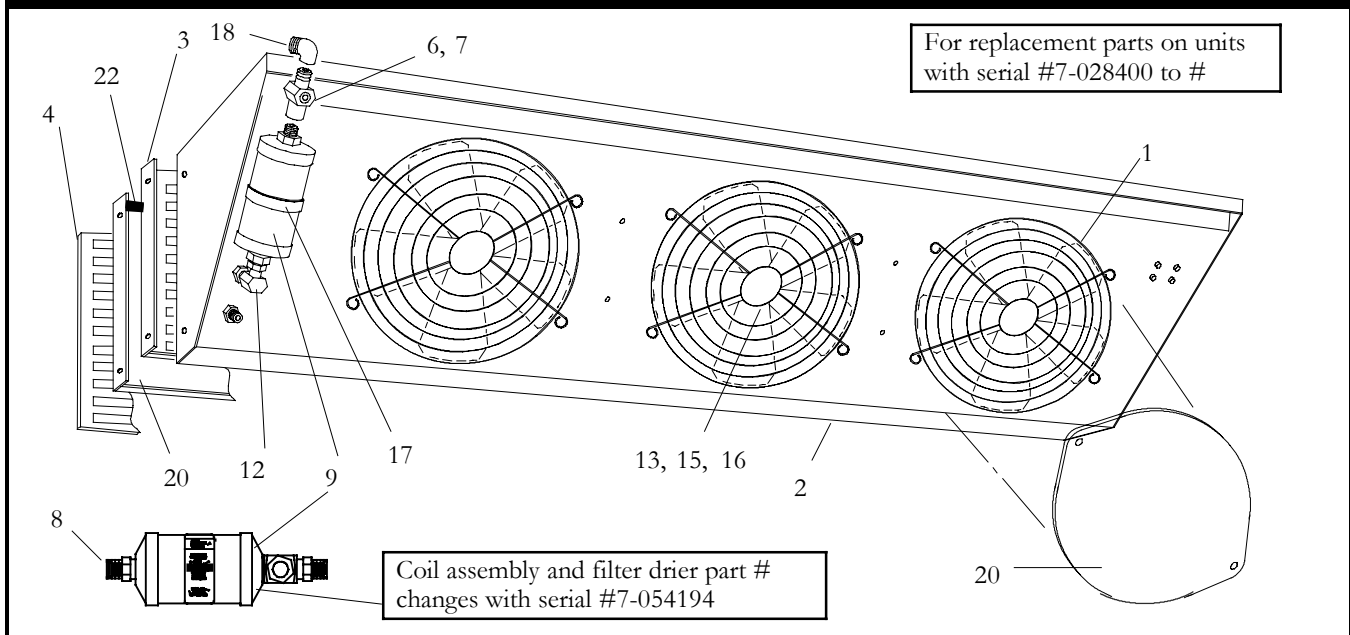 18
3
6, 7
For replacement parts on units
with serial #7-028400 to #
22
4
1
20
12
17
9
13, 15, 16
2
8
Coil assembly and filter drier part #
changes with serial #7-054194
20